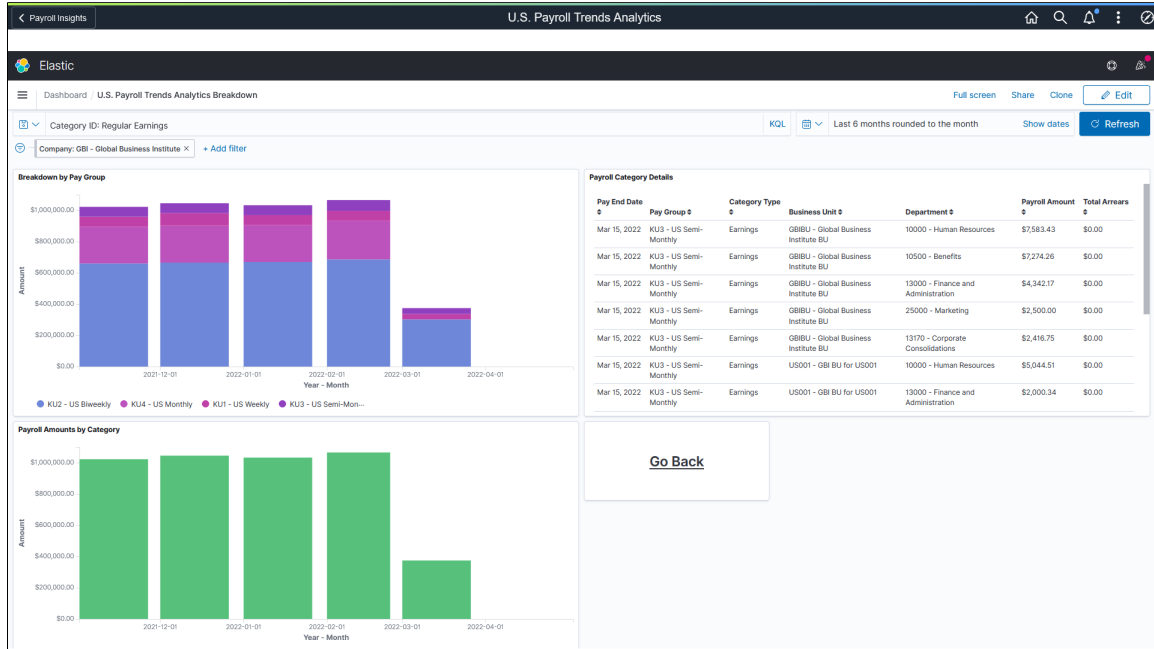 Payroll Insights
U.S. Payroll Trends Analytics
Elastic
Dashboard / U.S. Payroll Trends Analytics Breakdown
Full screen Share Clone Edit
Category ID: Regular Earnings
KQL
Last 6 months rounded to the month
Show dates
Refresh
Company: GBI - Global Business Institute ×
+ Add filter
Breakdown by Pay Group
$1,000,000.00
$800,000.00
$600,000.00
$400,000.00
$200,000.00
$0.00
Amount
2021-12-01 2022-01-01 2022-02-01 2022-03-01 2022-04-01
Year - Month
KU2 - US Biweekly KU4 - US Monthly KU1 - US Weekly KU3 - US Semi-Mon···
Payroll Category Details
Pay End Date Pay Group Category Type Business Unit Department Payroll Amount Total Arrears
Mar 15, 2022 KU3 - US Semi-Monthly Earnings GBIBU - Global Business Institute BU 10000 - Human Resources $7,583.43 $0.00
Mar 15, 2022 KU3 - US Semi-Monthly Earnings GBIBU - Global Business Institute BU 10500 - Benefits $7,274.26 $0.00
Mar 15, 2022 KU3 - US Semi-Monthly Earnings GBIBU - Global Business Institute BU 13000 - Finance and Administration $4,342.17 $0.00
Mar 15, 2022 KU3 - US Semi-Monthly Earnings GBIBU - Global Business Institute BU 25000 - Marketing $2,500.00 $0.00
Mar 15, 2022 KU3 - US Semi-Monthly Earnings GBIBU - Global Business Institute BU 13170 - Corporate Consolidations $2,416.75 $0.00
Mar 15, 2022 KU3 - US Semi-Monthly Earnings US001 - GBI BU for US001 10000 - Human Resources $5,044.51 $0.00
Mar 15, 2022 KU3 - US Semi-Monthly Earnings US001 - GBI BU for US001 13000 - Finance and Administration $2,000.34 $0.00
Payroll Amounts by Category
$1,000,000.00
$800,000.00
$600,000.00
$400,000.00
$200,000.00
$0.00
Amount
2021-12-01 2022-01-01 2022-02-01 2022-03-01 2022-04-01
Year - Month
Go Back